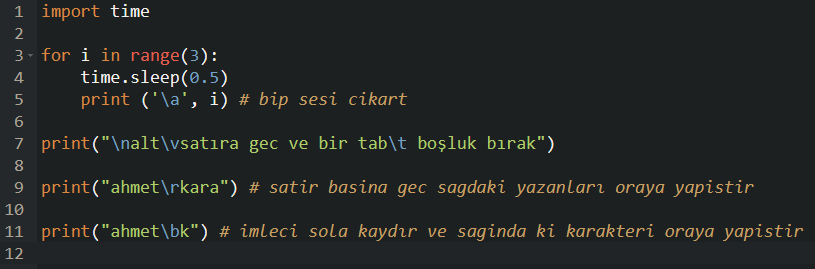 1 import time
2
3 for i in range(3):
4     time.sleep(0.5)
5     print ('\a', i) # bip sesi cikart
6
7 print("\nalt\vsatıra gec ve bir tab\t boşluk bırak")
8
9 print("ahmet\rkara") # satir basina gec sagdaki yazanları oraya yapistir
10
11 print("ahmet\bk") # imleci sola kaydır ve saginda ki karakteri oraya yapistir
12